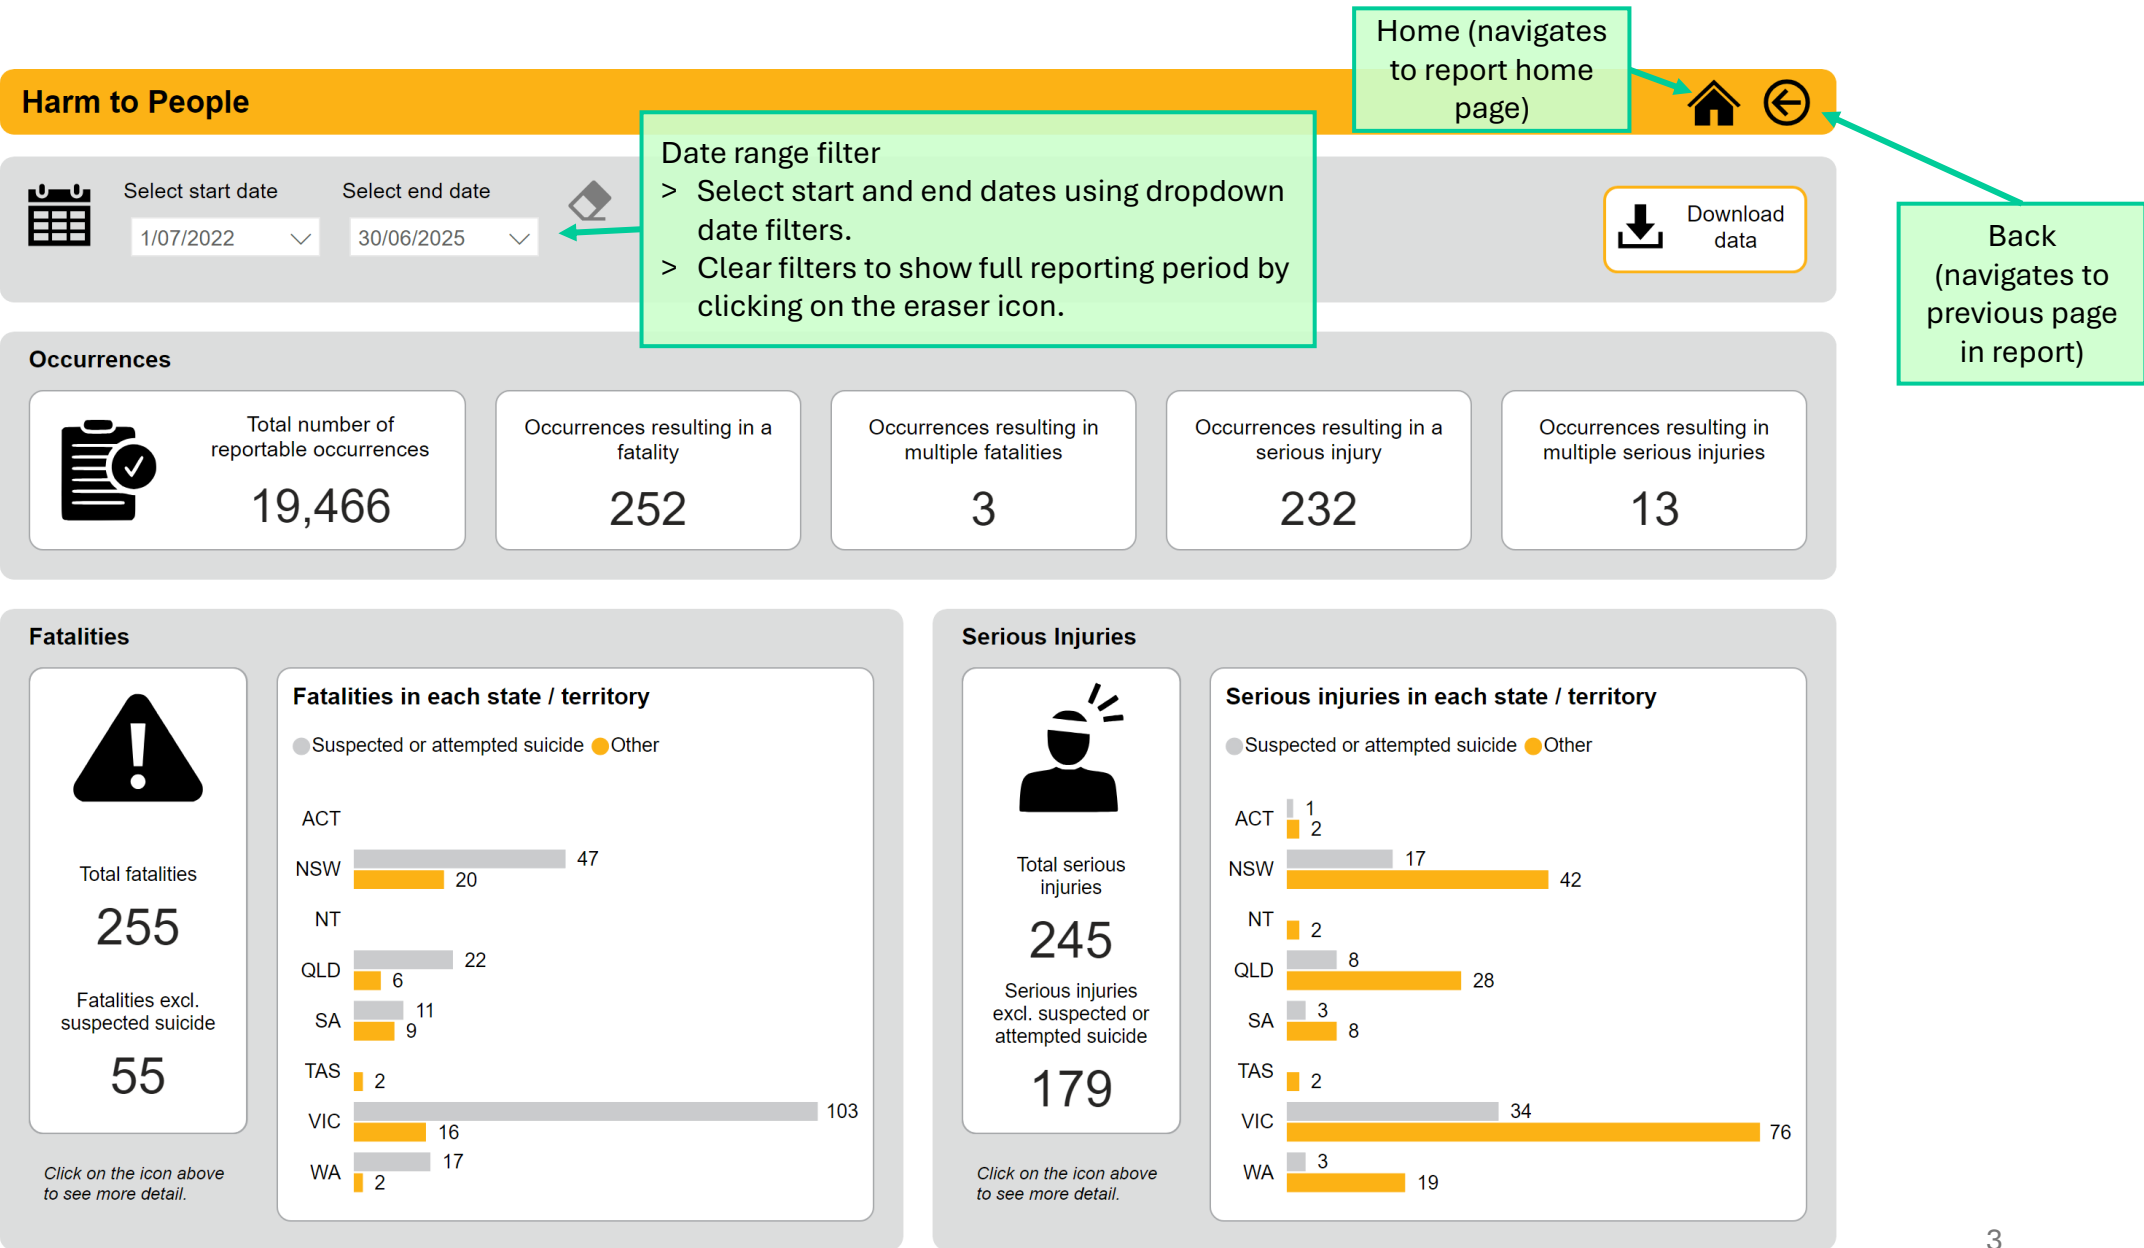 Home (navigates
to report home
page)
Harm to People
Date range filter
> Select start and end dates using dropdown
date filters.
> Clear filters to show full reporting period by
clicking on the eraser icon.
Select start date
Select end date
1/07/2022
30/06/2025
Download
data
Back
(navigates to
previous page
in report)
Occurrences
Total number of
reportable occurrences
19,466
Occurrences resulting in a
fatality
252
Occurrences resulting in
multiple fatalities
3
Occurrences resulting in a
serious injury
232
Occurrences resulting in
multiple serious injuries
13
Fatalities
Total fatalities
255
Fatalities excl.
suspected suicide
55
Click on the icon above
to see more detail.
Fatalities in each state / territory
Suspected or attempted suicide Other
ACT
NSW 47
20
NT
QLD 22
6
SA 11
9
TAS 2
VIC 103
16
WA 17
2
Serious Injuries
Total serious
injuries
245
Serious injuries
excl. suspected or
attempted suicide
179
Click on the icon above
to see more detail.
Serious injuries in each state / territory
Suspected or attempted suicide Other
ACT 1
2
NSW 17
42
NT 2
QLD 8
28
SA 3
8
TAS 2
VIC 34
76
WA 3
19
3